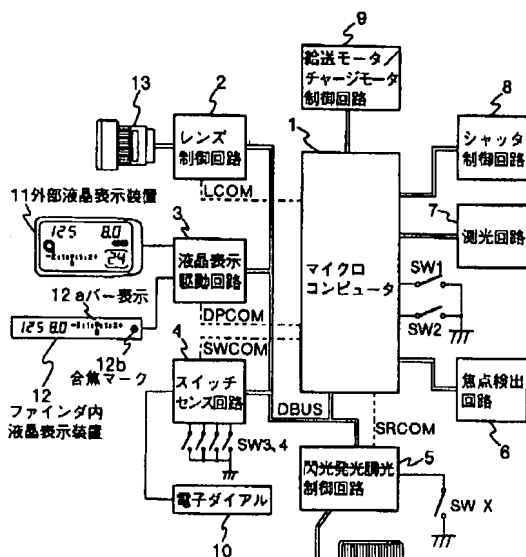 9
給送モータ/
チャージモータ
制御回路
13
2
レンズ
制御回路
1
8
シャッタ
制御回路
LCOM
11外部液晶表示装置
125 8.0
24
3
液晶表示
駆動回路
7
測光回路
マイクロ
コンピュータ
SW1
SW2
12aバー表示
DPCOM
SWCOM
125 8.0
12b
12
合焦マーク
ファインダ内
液晶表示装置
4
スイッチ
センス回路
DBUS
SRCOM
焦点検出
回路
6
SW3,4
5
閃光発光調光
制御回路
SW X
電子ダイアル
10